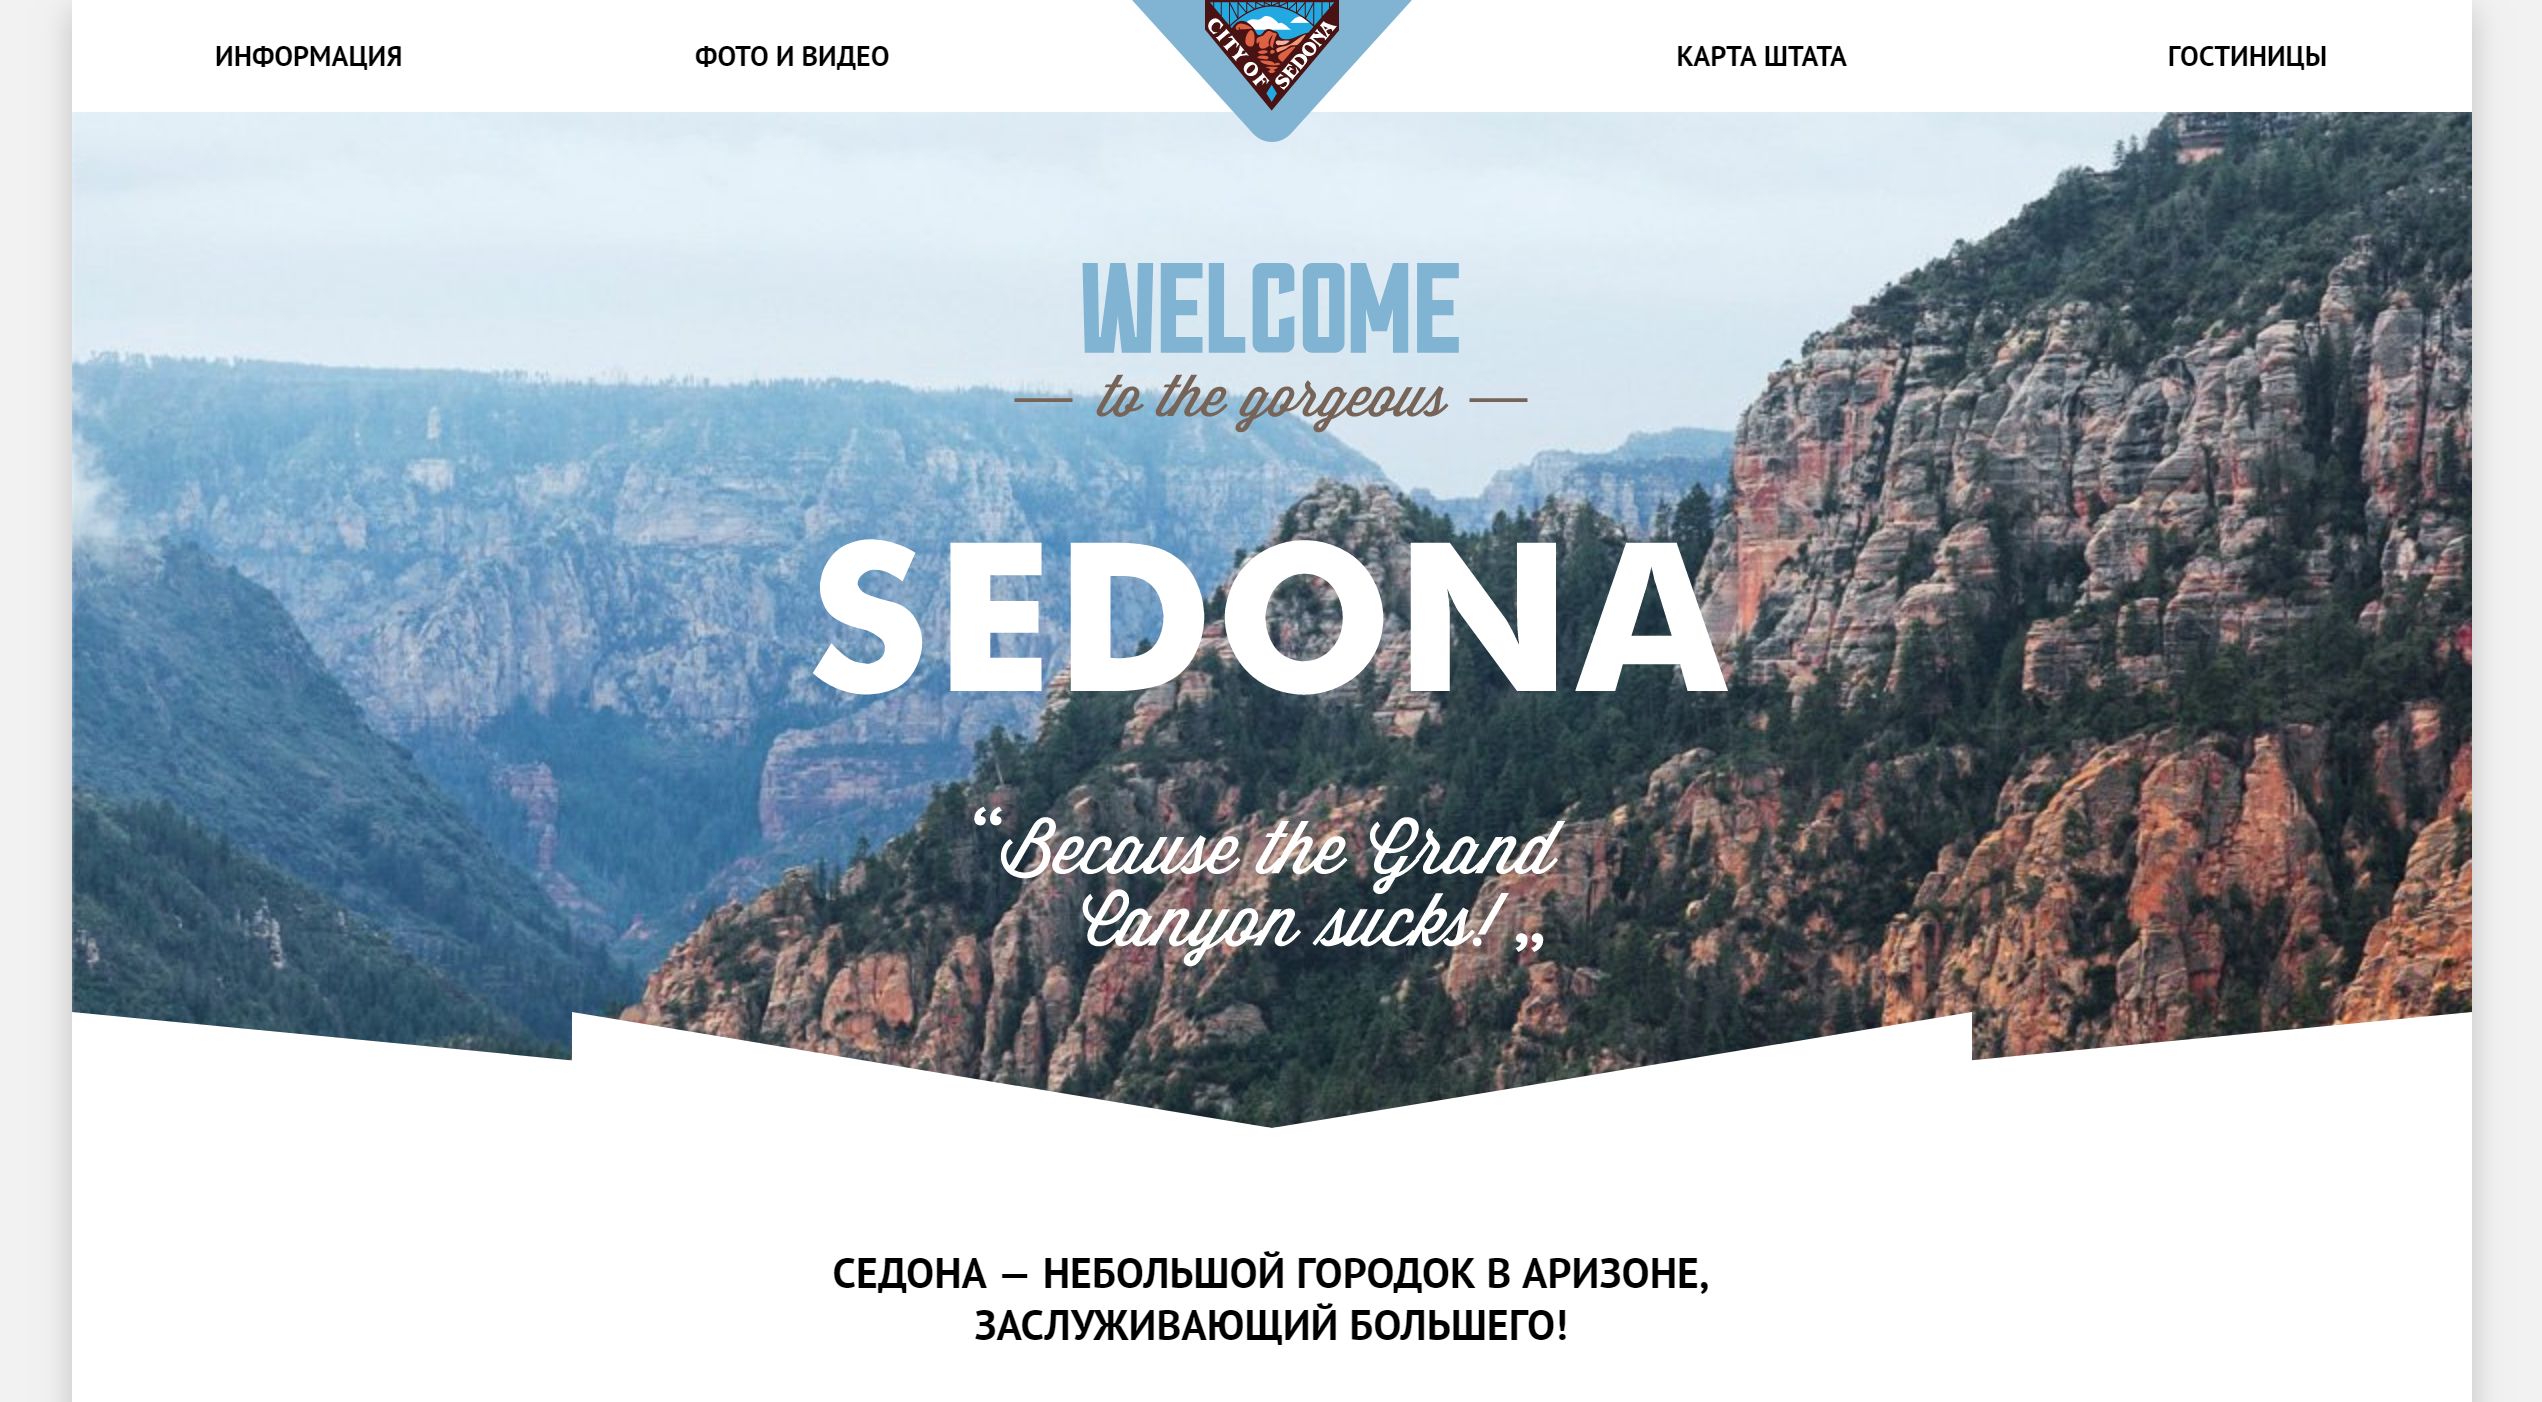 ИНФОРМАЦИЯ
ФОТО И ВИДЕО
CITY OF SEDONA
КАРТА ШТАТА
ГОСТИНИЦЫ
WELCOME
— to the gorgeous —
SEDONA
“Because the Grand
Canyon sucks!„
СЕДОНА — НЕБОЛЬШОЙ ГОРОДОК В АРИЗОНЕ,
ЗАСЛУЖИВАЮЩИЙ БОЛЬШЕГО!